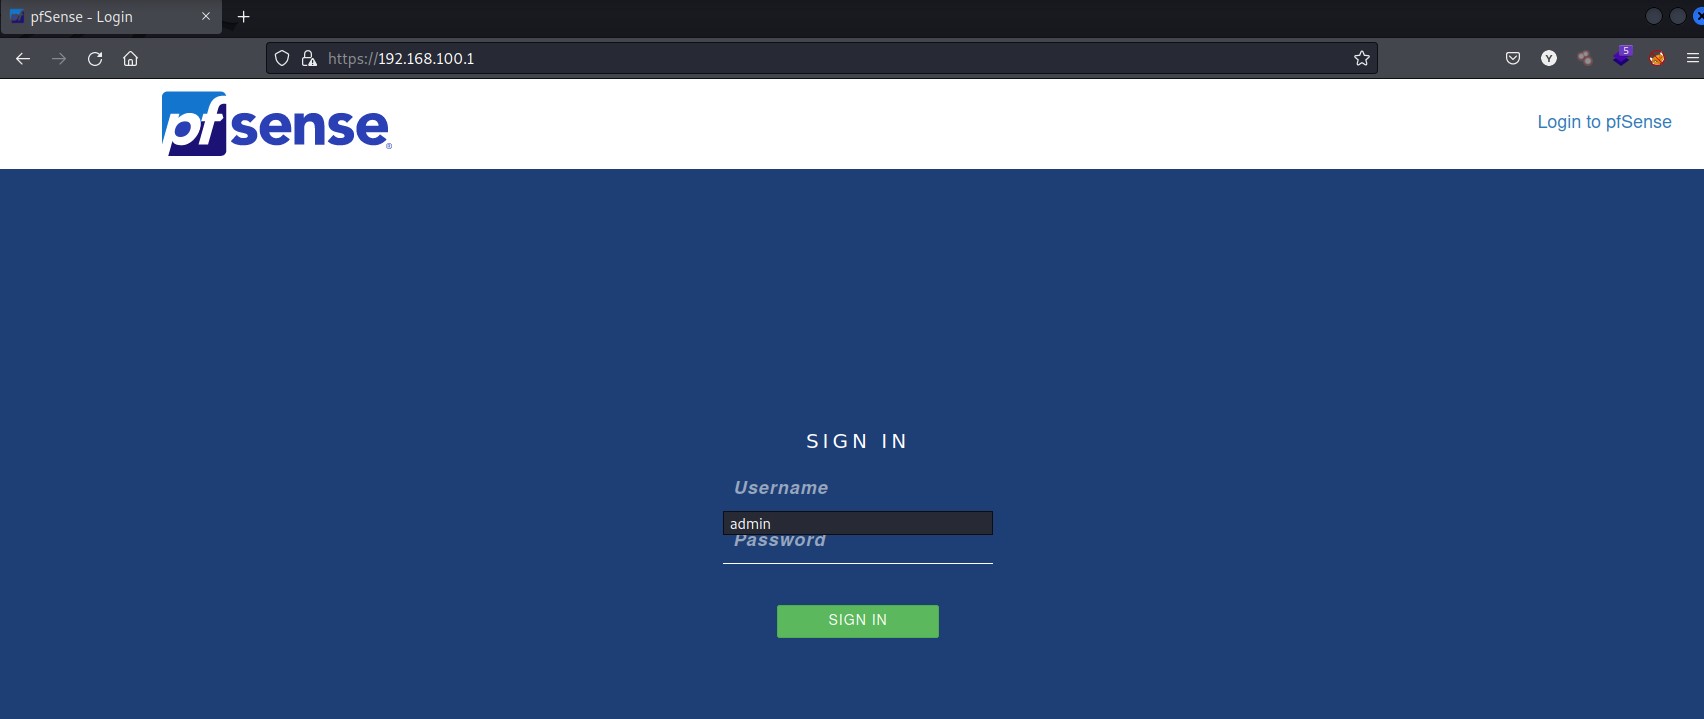 pfSense - Login
https://192.168.100.1
Y
5
pfsense®
Login to pfSense
SIGN IN
Username
admin
Password
SIGN IN